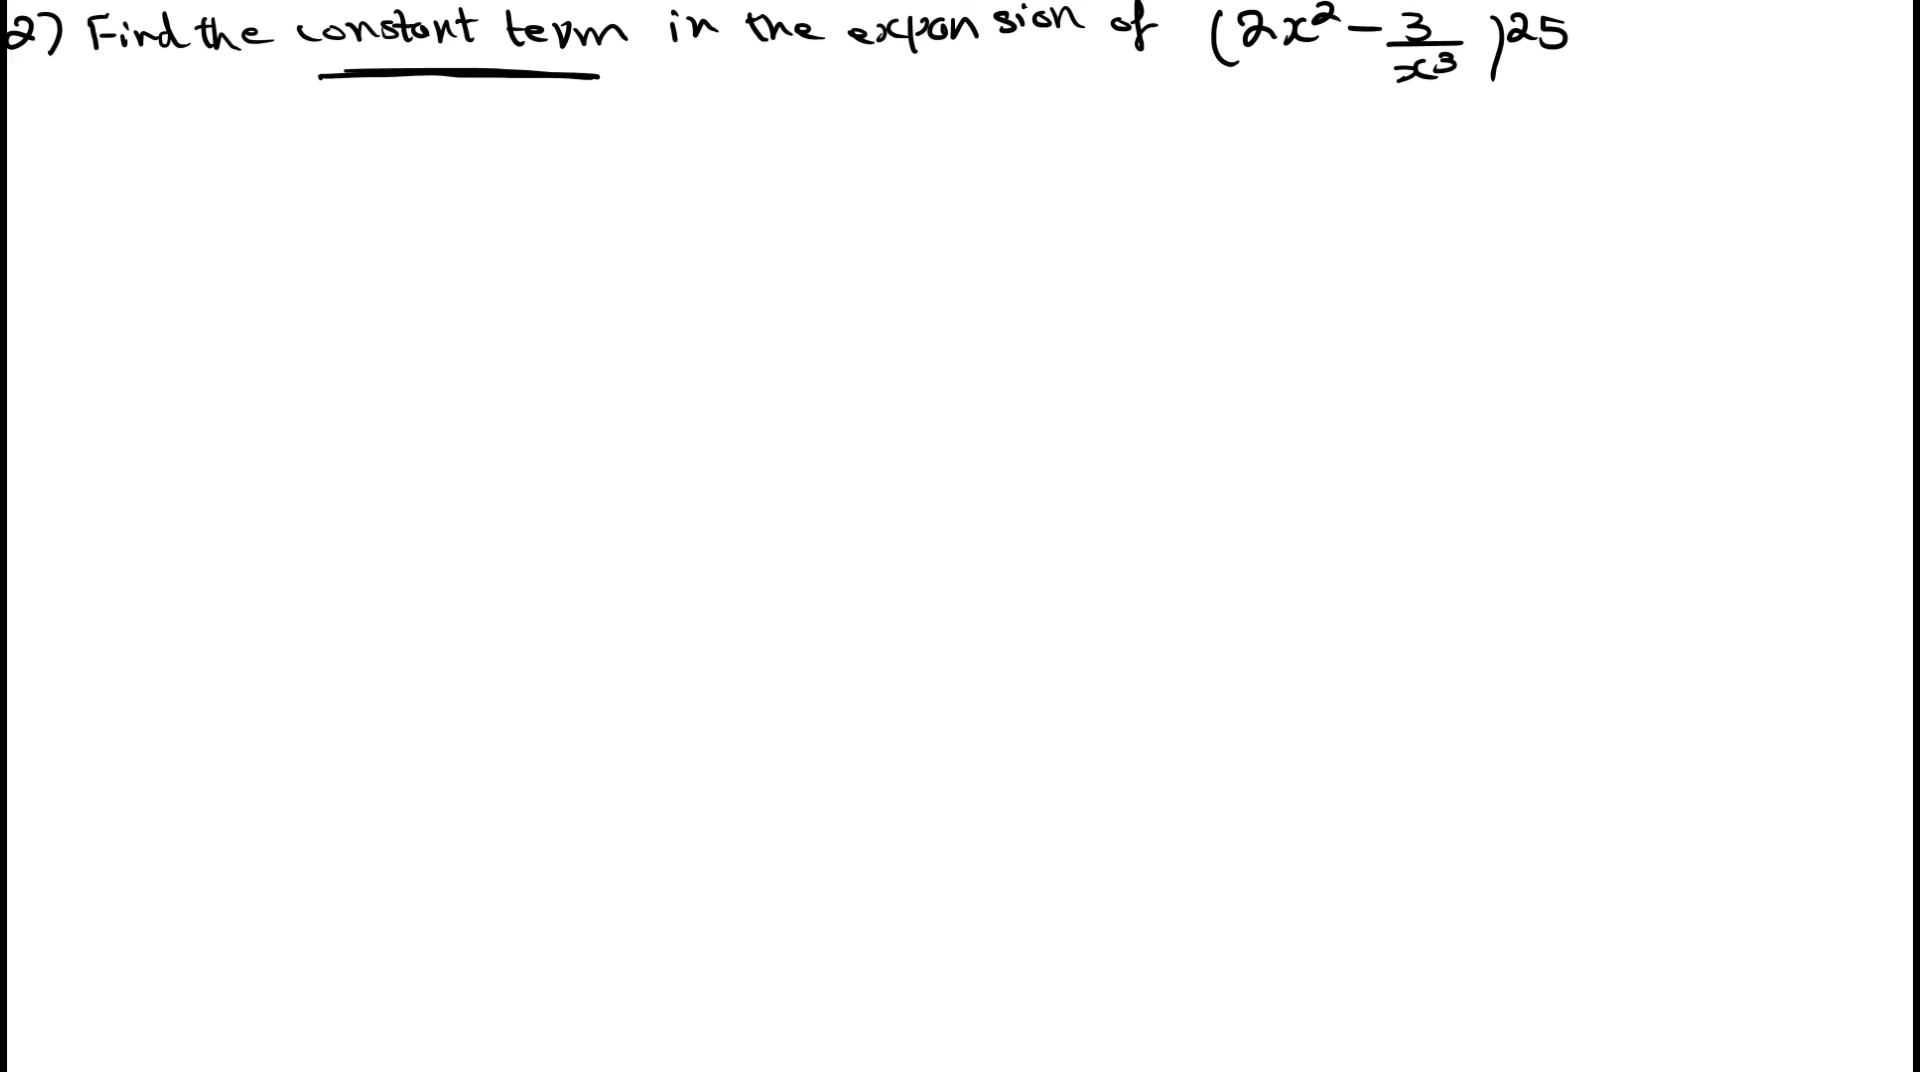 2) Find the constant term in the expansion of (2x² - 3/x³)25